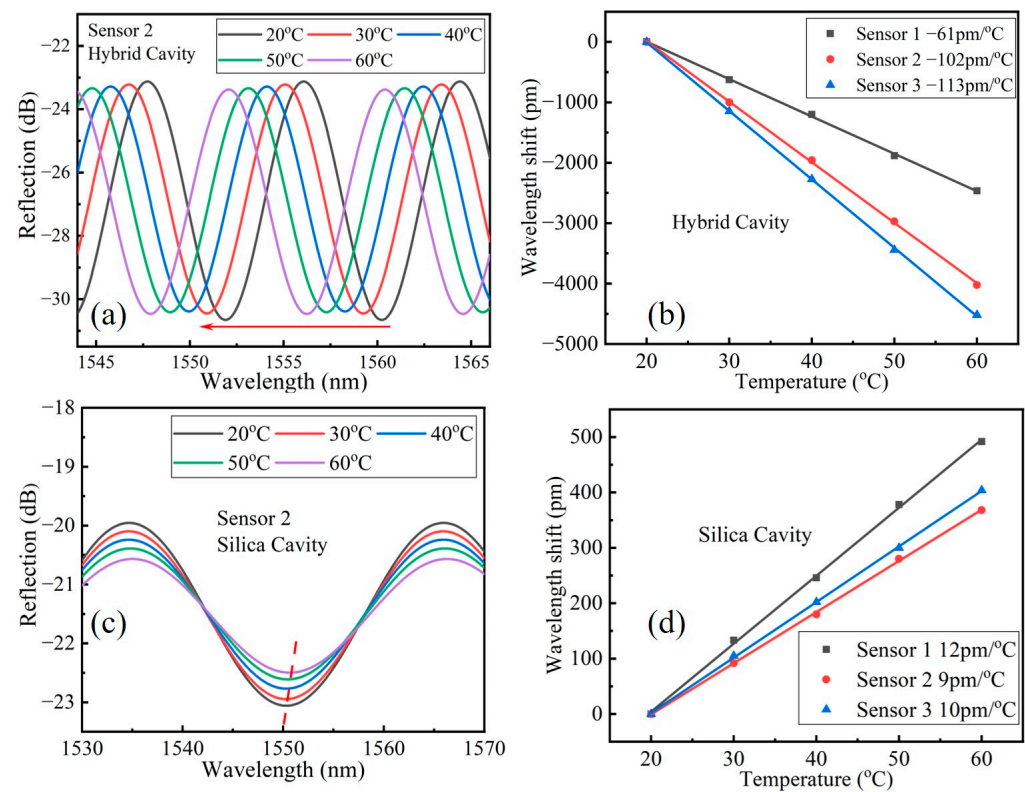 Sensor 2
Hybrid Cavity
20°C 30°C 40°C
50°C 60°C
−22
−24
−26
−28
−30
Reflection (dB)
(a)
1545 1550 1555 1560 1565
Wavelength (nm)
Sensor 1 −61pm/°C
Sensor 2 −102pm/°C
Sensor 3 −113pm/°C
0
−1000
−2000
−3000
−4000
−5000
Wavelength shift (pm)
Hybrid Cavity
(b)
20 30 40 50 60
Temperature (°C)
20°C 30°C 40°C
50°C 60°C
−18
−19
−20
−21
−22
−23
Reflection (dB)
Sensor 2
Silica Cavity
(c)
1530 1540 1550 1560 1570
Wavelength (nm)
500
400
300
200
100
0
Wavelength shift (pm)
Silica Cavity
(d)
Sensor 1 12pm/°C
Sensor 2 9pm/°C
Sensor 3 10pm/°C
20 30 40 50 60
Temperature (°C)